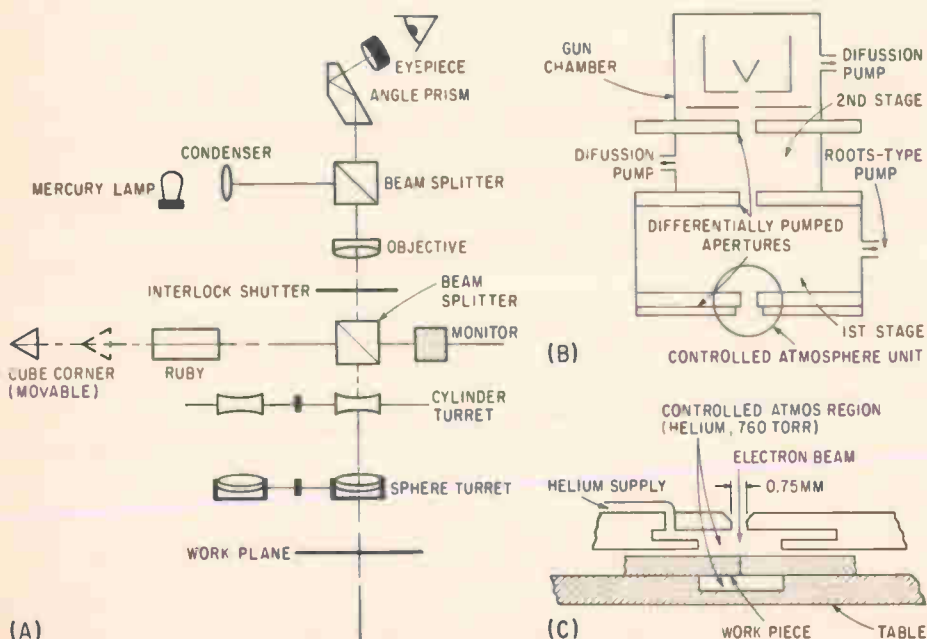 EYEPIECE
ANGLE PRISM
CONDENSER
MERCURY LAMP
BEAM SPLITTER
OBJECTIVE
INTERLOCK SHUTTER
BEAM
SPLITTER
MONITOR
CUBE CORNER
(MOVABLE)
RUBY
CYLINDER
TURRET
SPHERE TURRET
WORK PLANE
(A)
GUN
CHAMBER
DIFUSSION
PUMP
2ND STAGE
DIFUSSION
PUMP
ROOTS-TYPE
PUMP
DIFFERENTIALLY PUMPED
APERTURES
1ST STAGE
(B)
CONTROLLED ATMOSPHERE UNIT
CONTROLLED ATMOS REGION
(HELIUM, 760 TORR)
ELECTRON BEAM
HELIUM SUPPLY
0.75MM
(C)
WORK PIECE
TABLE